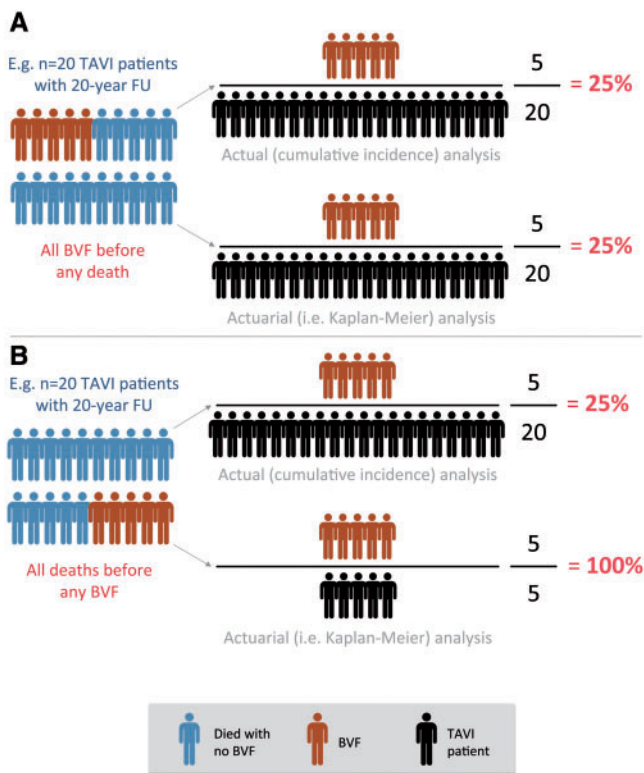 A
E.g. n=20 TAVI patients
with 20-year FU
5
20
= 25%
Actual (cumulative incidence) analysis
All BVF before
any death
5
20
= 25%
Actuarial (i.e. Kaplan-Meier) analysis
B
E.g. n=20 TAVI patients
with 20-year FU
5
20
= 25%
Actual (cumulative incidence) analysis
All deaths before
any BVF
5
5
= 100%
Actuarial (i.e. Kaplan-Meier) analysis
Died with
no BVF
BVF
TAVI
patient